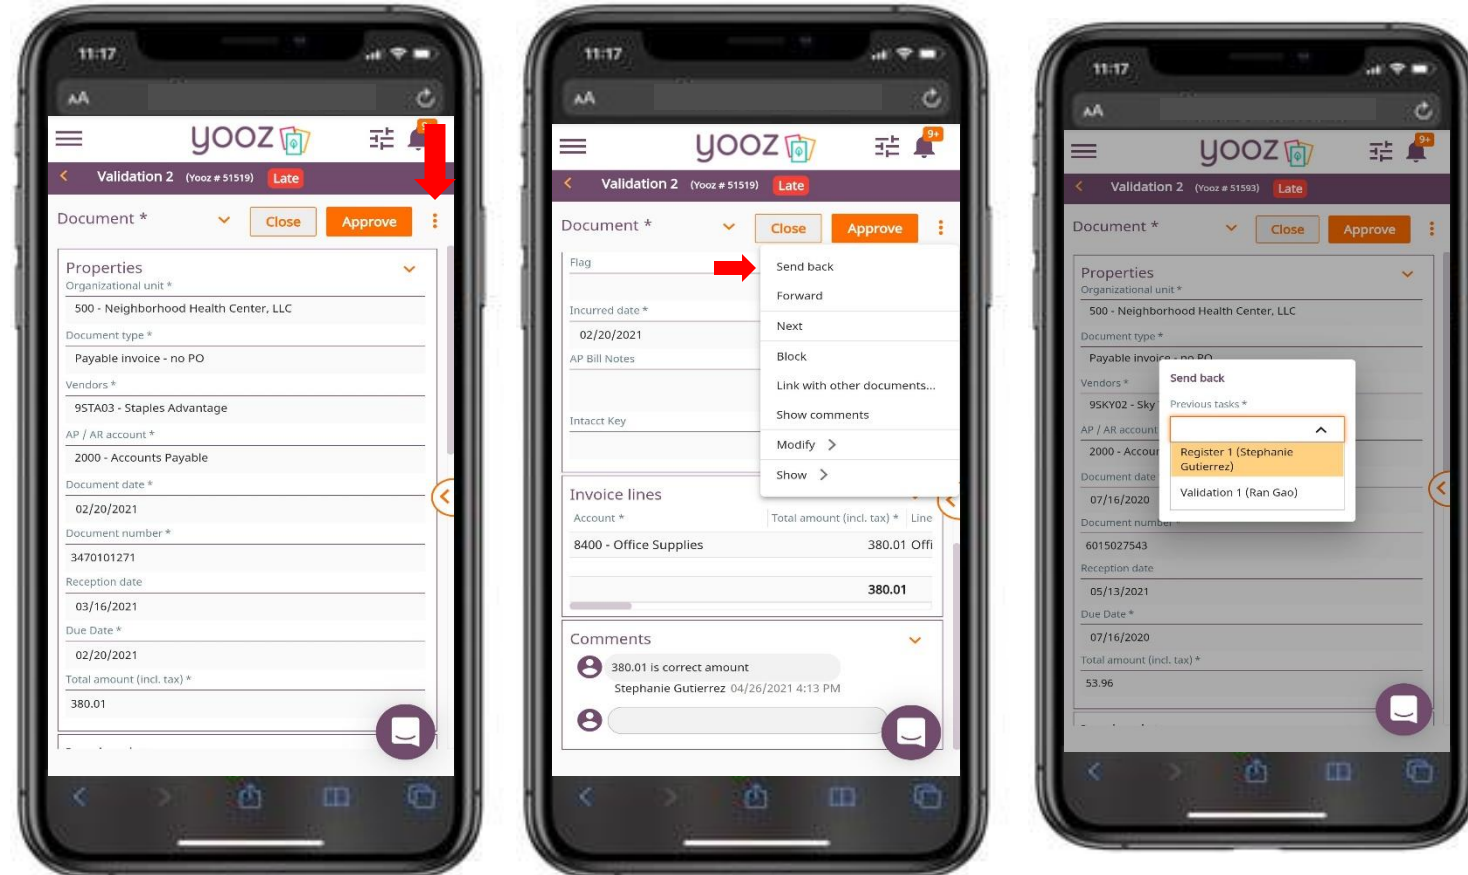 11:17
AA
yooz
Validation 2 (Yooz # 51519) Late
Document *
Close
Approve
Properties
Organizational unit *
500 - Neighborhood Health Center, LLC
Document type *
Payable invoice - no PO
Vendors *
9STA03 - Staples Advantage
AP / AR account *
2000 - Accounts Payable
Document date *
02/20/2021
Document number *
3470101271
Reception date
03/16/2021
Due Date *
02/20/2021
Total amount (incl. tax) *
380.01
11:17
AA
yooz
9+
Validation 2 (Yooz # 51519) Late
Document *
Close
Approve
Flag
Incurred date *
02/20/2021
AP Bill Notes
Intacct Key
Send back
Forward
Next
Block
Link with other documents...
Show comments
Modify
Show
Invoice lines
Account * Total amount (incl. tax) * Line
8400 - Office Supplies 380.01 Offi
380.01
Comments
380.01 is correct amount
Stephanie Gutierrez 04/26/2021 4:13 PM
11:17
AA
yooz
9+
Validation 2 (Yooz # 51593) Late
Document *
Close
Approve
Properties
Organizational unit *
500 - Neighborhood Health Center, LLC
Document type *
Payable invoice - no PO
Vendors *
9SKY02 - Sky
AP / AR account
2000 - Accour
Document date
07/16/2020
Document number *
6015027543
Reception date
05/13/2021
Due Date *
07/16/2020
Total amount (incl. tax) *
53.96
Send back
Previous tasks *
Register 1 (Stephanie
Gutierrez)
Validation 1 (Ran Gao)